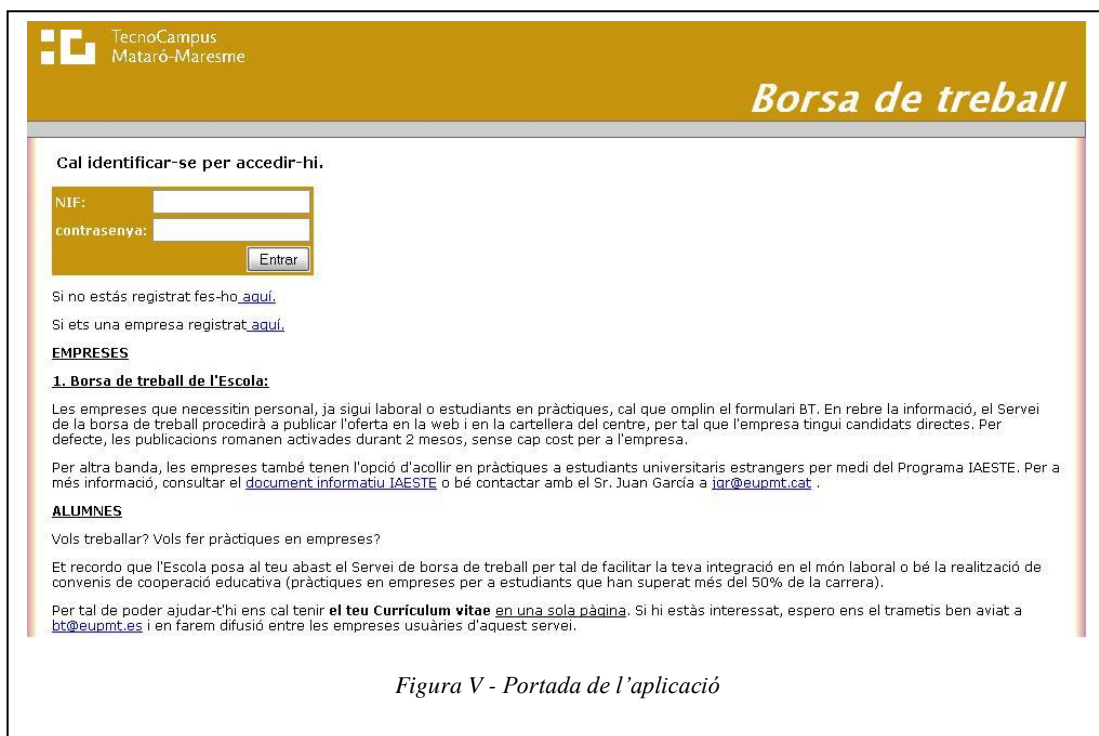 TecnoCampus
Mataró-Maresme
Borsa de treball
Cal identificar-se per accedir-hi.
NIF:
contrasenya:
Entrar
Si no estás registrat fes-ho aquí.
Si ets una empresa registrat aquí.
EMPRESES
1. Borsa de treball de l'Escola:
Les empreses que necessitin personal, ja sigui laboral o estudiants en pràctiques, cal que omplin el formulari BT. En rebre la informació, el Servei
de la borsa de treball procedirà a publicar l'oferta en la web i en la cartellera del centre, per tal que l'empresa tingui candidats directes. Per
defecte, les publicacions romanen activades durant 2 mesos, sense cap cost per a l'empresa.
Per altra banda, les empreses també tenen l'opció d'acollir en pràctiques a estudiants universitaris estrangers per medi del Programa IAESTE. Per a
més informació, consultar el document informatiu IAESTE o bé contactar amb el Sr. Juan García a jgr@eupmt.cat .
ALUMNES
Vols treballar? Vols fer pràctiques en empreses?
Et recordo que l'Escola posa al teu abast el Servei de borsa de treball per tal de facilitar la teva integració en el món laboral o bé la realització de
convenis de cooperació educativa (pràctiques en empreses per a estudiants que han superat més del 50% de la carrera).
Per tal de poder ajudar-t'hi ens cal tenir el teu Currículum vitae en una sola pàgina. Si hi estàs interessat, espero ens el trametis ben aviat a
bt@eupmt.es i en farem difusió entre les empreses usuàries d'aquest servei.
Figura V - Portada de l'aplicació